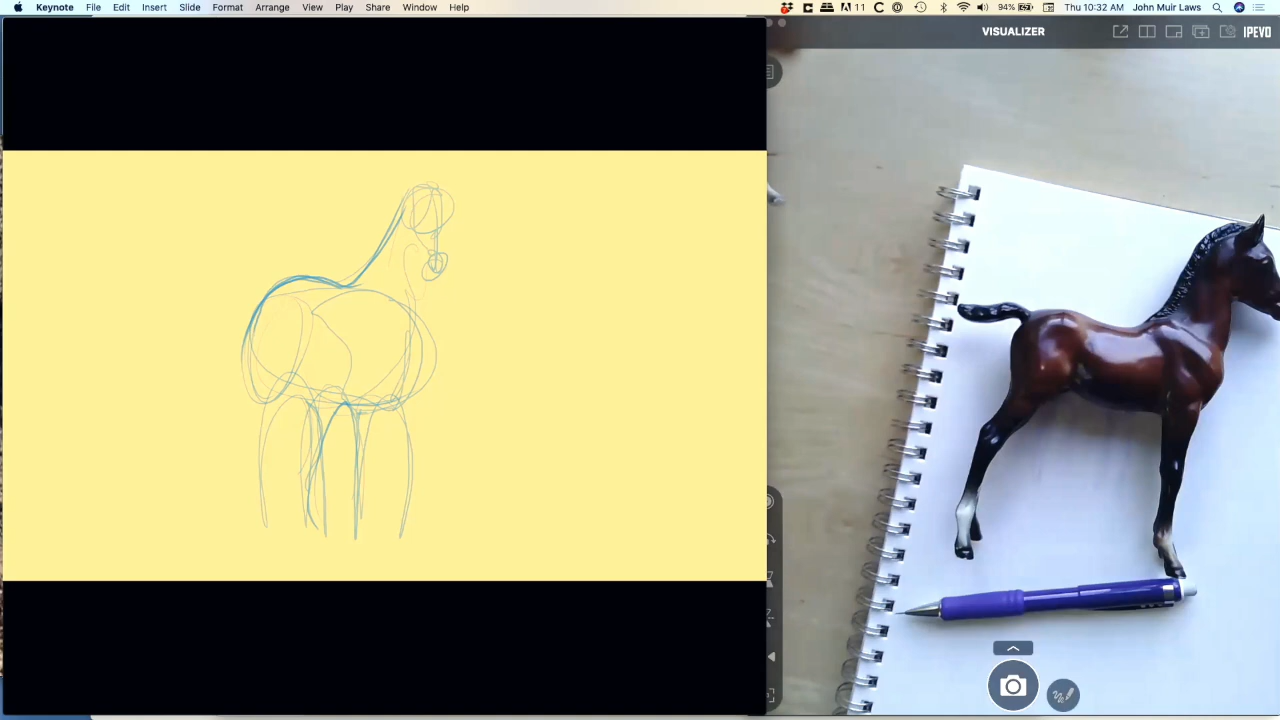 Keynote File Edit Insert Slide Format Arrange View Play Share Window Help 11 94% Thu 10:32 AM John Muir Laws
VISUALIZER
IPEVO